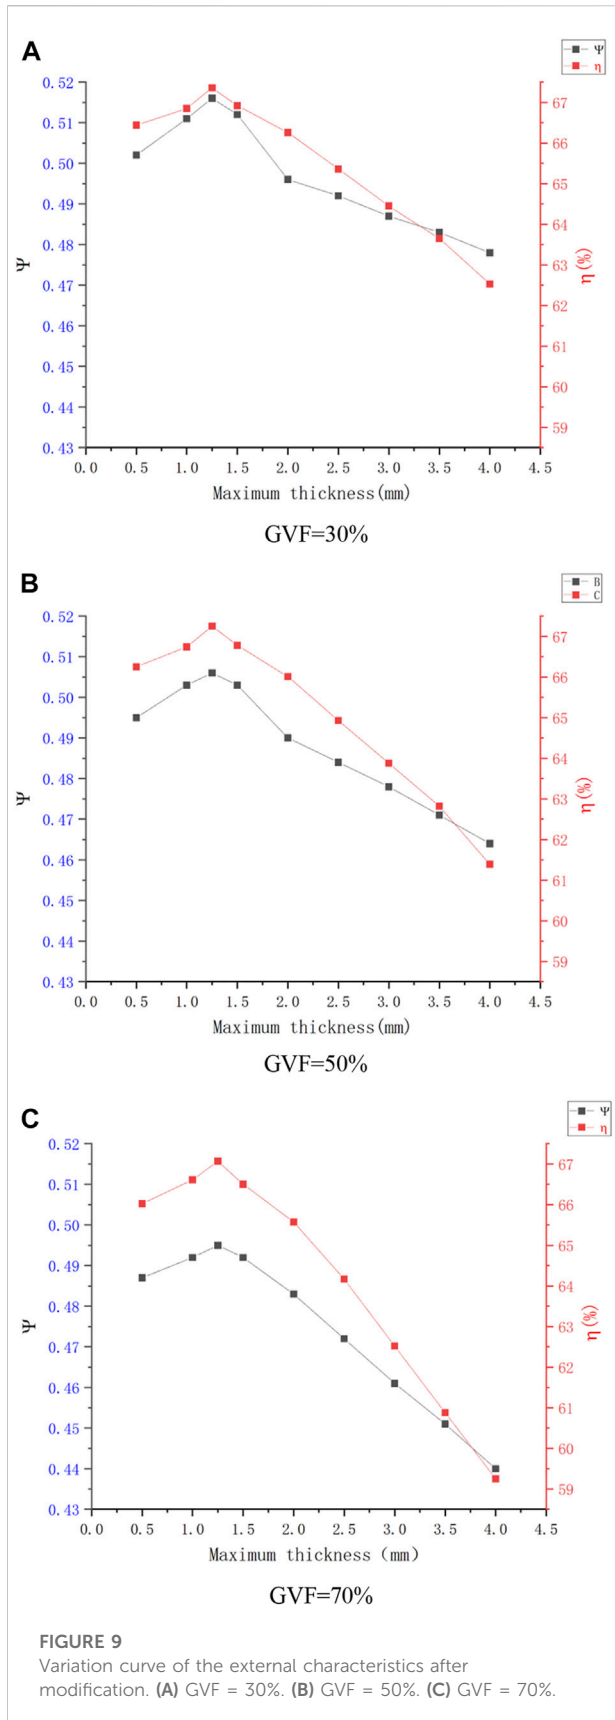 A
Ψ
η
0.52
0.51
0.50
0.49
0.48
0.47
0.46
0.45
0.44
0.43
Ψ
67
66
65
64
63
62
61
60
59
η (%)
0.0 0.5 1.0 1.5 2.0 2.5 3.0 3.5 4.0 4.5
Maximum thickness(mm)
GVF=30%
B
B
C
0.52
0.51
0.50
0.49
0.48
0.47
0.46
0.45
0.44
0.43
Ψ
67
66
65
64
63
62
61
60
59
η (%)
0.0 0.5 1.0 1.5 2.0 2.5 3.0 3.5 4.0 4.5
Maximum thickness(mm)
GVF=50%
C
Ψ
η
0.52
0.51
0.50
0.49
0.48
0.47
0.46
0.45
0.44
0.43
Ψ
67
66
65
64
63
62
61
60
59
η (%)
0.0 0.5 1.0 1.5 2.0 2.5 3.0 3.5 4.0 4.5
Maximum thickness (mm)
GVF=70%
FIGURE 9
Variation curve of the external characteristics after
modification. (A) GVF = 30%. (B) GVF = 50%. (C) GVF = 70%.